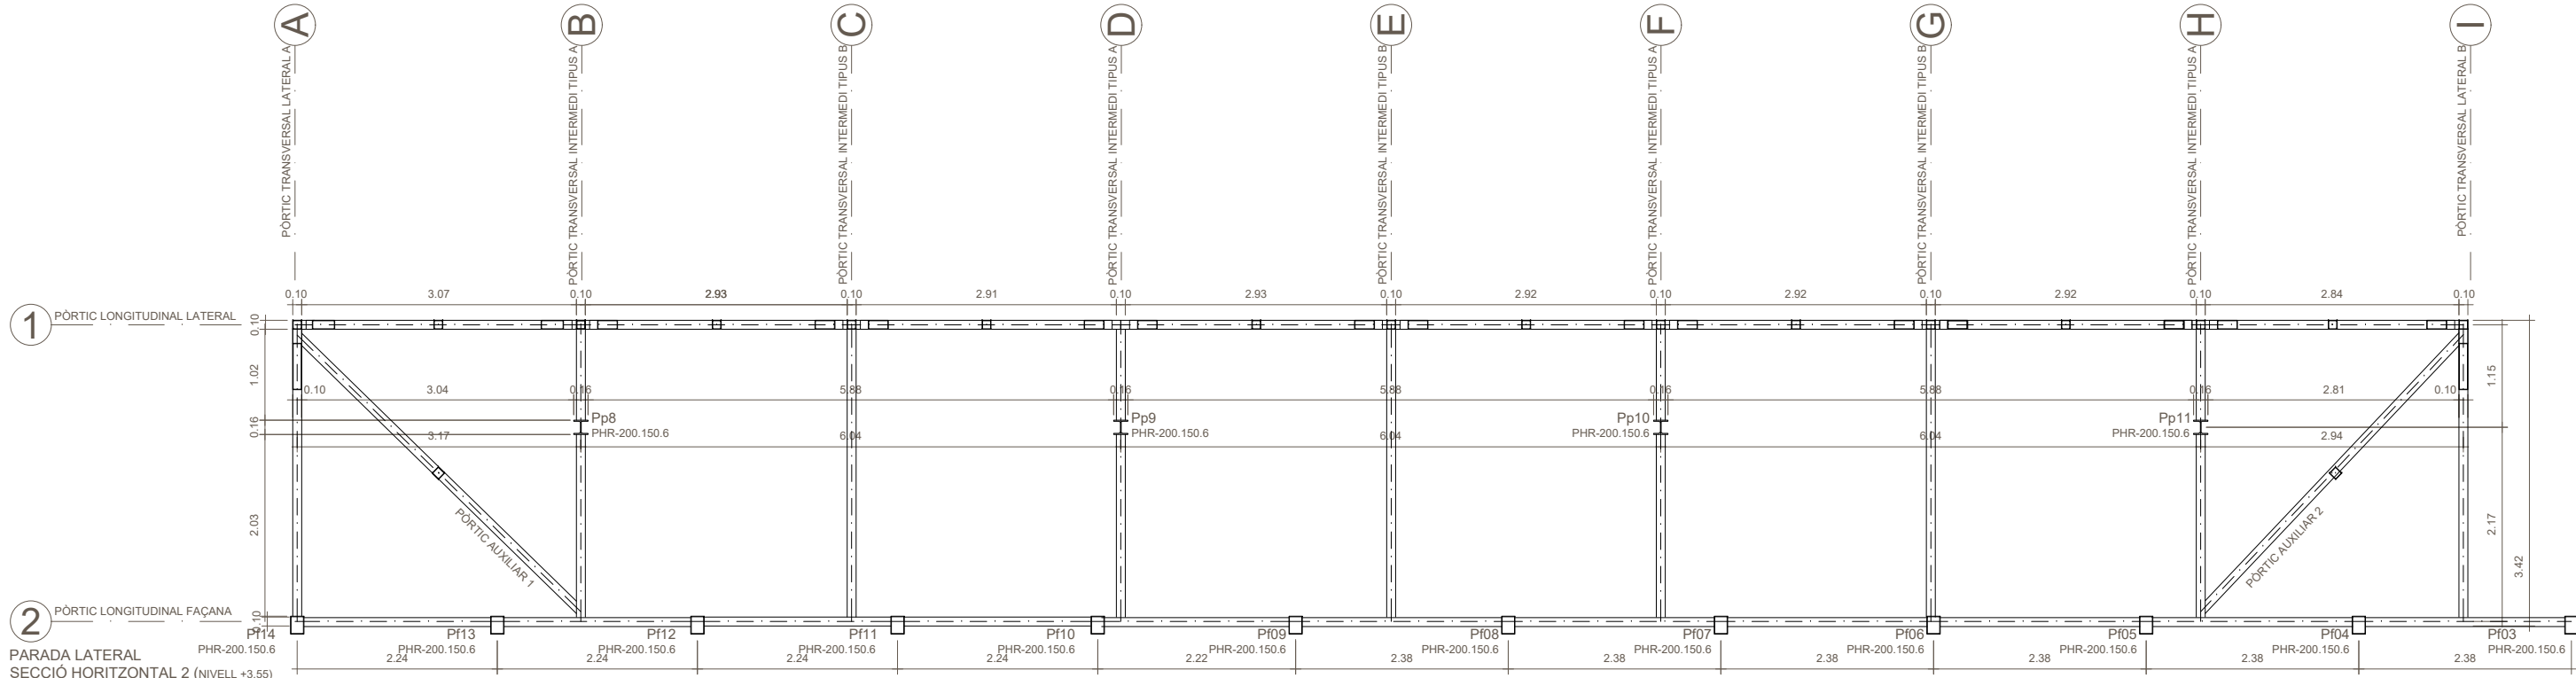 A
B
C
D
E
F
G
H
I
PÒRTIC TRANSVERSAL LATERAL A
PÒRTIC TRANSVERSAL INTERMEDI TIPUS A
PÒRTIC TRANSVERSAL INTERMEDI TIPUS B
PÒRTIC TRANSVERSAL INTERMEDI TIPUS A
PÒRTIC TRANSVERSAL INTERMEDI TIPUS B
PÒRTIC TRANSVERSAL INTERMEDI TIPUS A
PÒRTIC TRANSVERSAL INTERMEDI TIPUS B
PÒRTIC TRANSVERSAL INTERMEDI TIPUS A
PÒRTIC TRANSVERSAL LATERAL B
0.10 3.07 0.10 2.93 0.10 2.91 0.10 2.93 0.10 2.92 0.10 2.92 0.10 2.92 0.10 2.84 0.10
1 PÒRTIC LONGITUDINAL LATERAL
0.10
1.02
0.16
2.03
0.10
0.10 3.04 0.16 5.88 0.16 5.88 0.16 5.88 0.16 2.81 0.10
1.15
2.17
3.42
Pp8
PHR-200.150.6
Pp9
PHR-200.150.6
Pp10
PHR-200.150.6
Pp11
PHR-200.150.6
3.17 6.04 6.04 6.04 2.94
PÒRTIC AUXILIAR 1
PÒRTIC AUXILIAR 2
2 PÒRTIC LONGITUDINAL FAÇANA
Pf14 Pf13 Pf12 Pf11 Pf10 Pf09 Pf08 Pf07 Pf06 Pf05 Pf04 Pf03
PHR-200.150.6 PHR-200.150.6 PHR-200.150.6 PHR-200.150.6 PHR-200.150.6 PHR-200.150.6 PHR-200.150.6 PHR-200.150.6 PHR-200.150.6 PHR-200.150.6 PHR-200.150.6 PHR-200.150.6
2.24 2.24 2.24 2.24 2.22 2.38 2.38 2.38 2.38 2.38 2.38
PARADA LATERAL
SECCIÓ HORITZONTAL 2 (NIVELL +3.55)